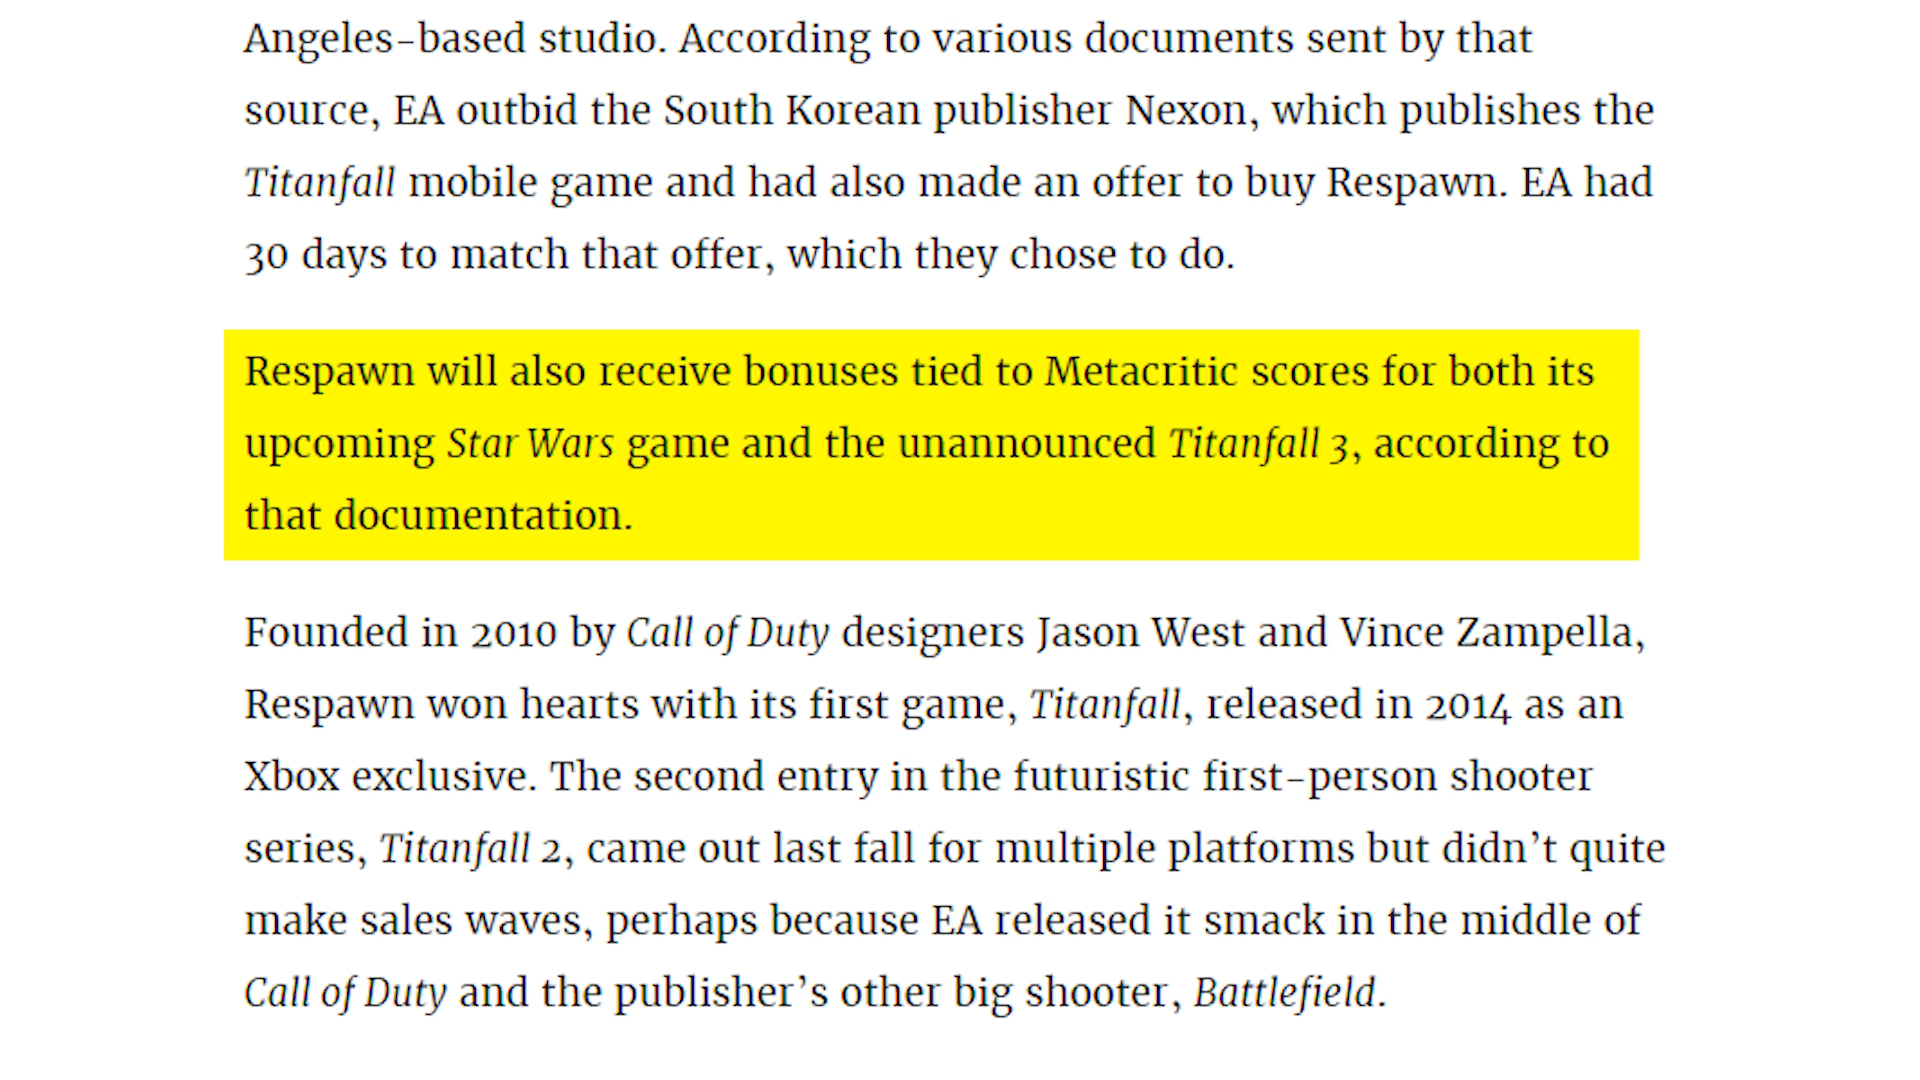 Angeles-based studio. According to various documents sent by that
source, EA outbid the South Korean publisher Nexon, which publishes the
Titanfall mobile game and had also made an offer to buy Respawn. EA had
30 days to match that offer, which they chose to do.
Respawn will also receive bonuses tied to Metacritic scores for both its
upcoming Star Wars game and the unannounced Titanfall 3, according to
that documentation.
Founded in 2010 by Call of Duty designers Jason West and Vince Zampella,
Respawn won hearts with its first game, Titanfall, released in 2014 as an
Xbox exclusive. The second entry in the futuristic first-person shooter
series, Titanfall 2, came out last fall for multiple platforms but didn’t quite
make sales waves, perhaps because EA released it smack in the middle of
Call of Duty and the publisher’s other big shooter, Battlefield.